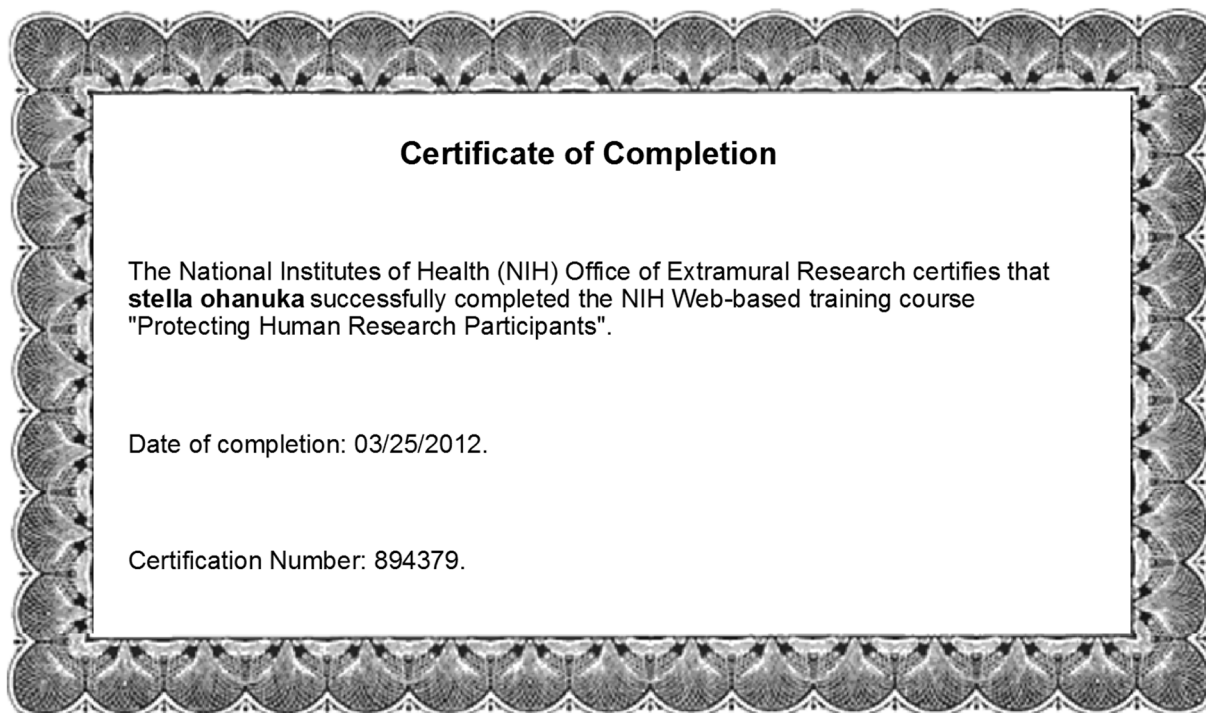 Certificate of Completion
The National Institutes of Health (NIH) Office of Extramural Research certifies that
stella ohanuka successfully completed the NIH Web-based training course
"Protecting Human Research Participants".
Date of completion: 03/25/2012.
Certification Number: 894379.